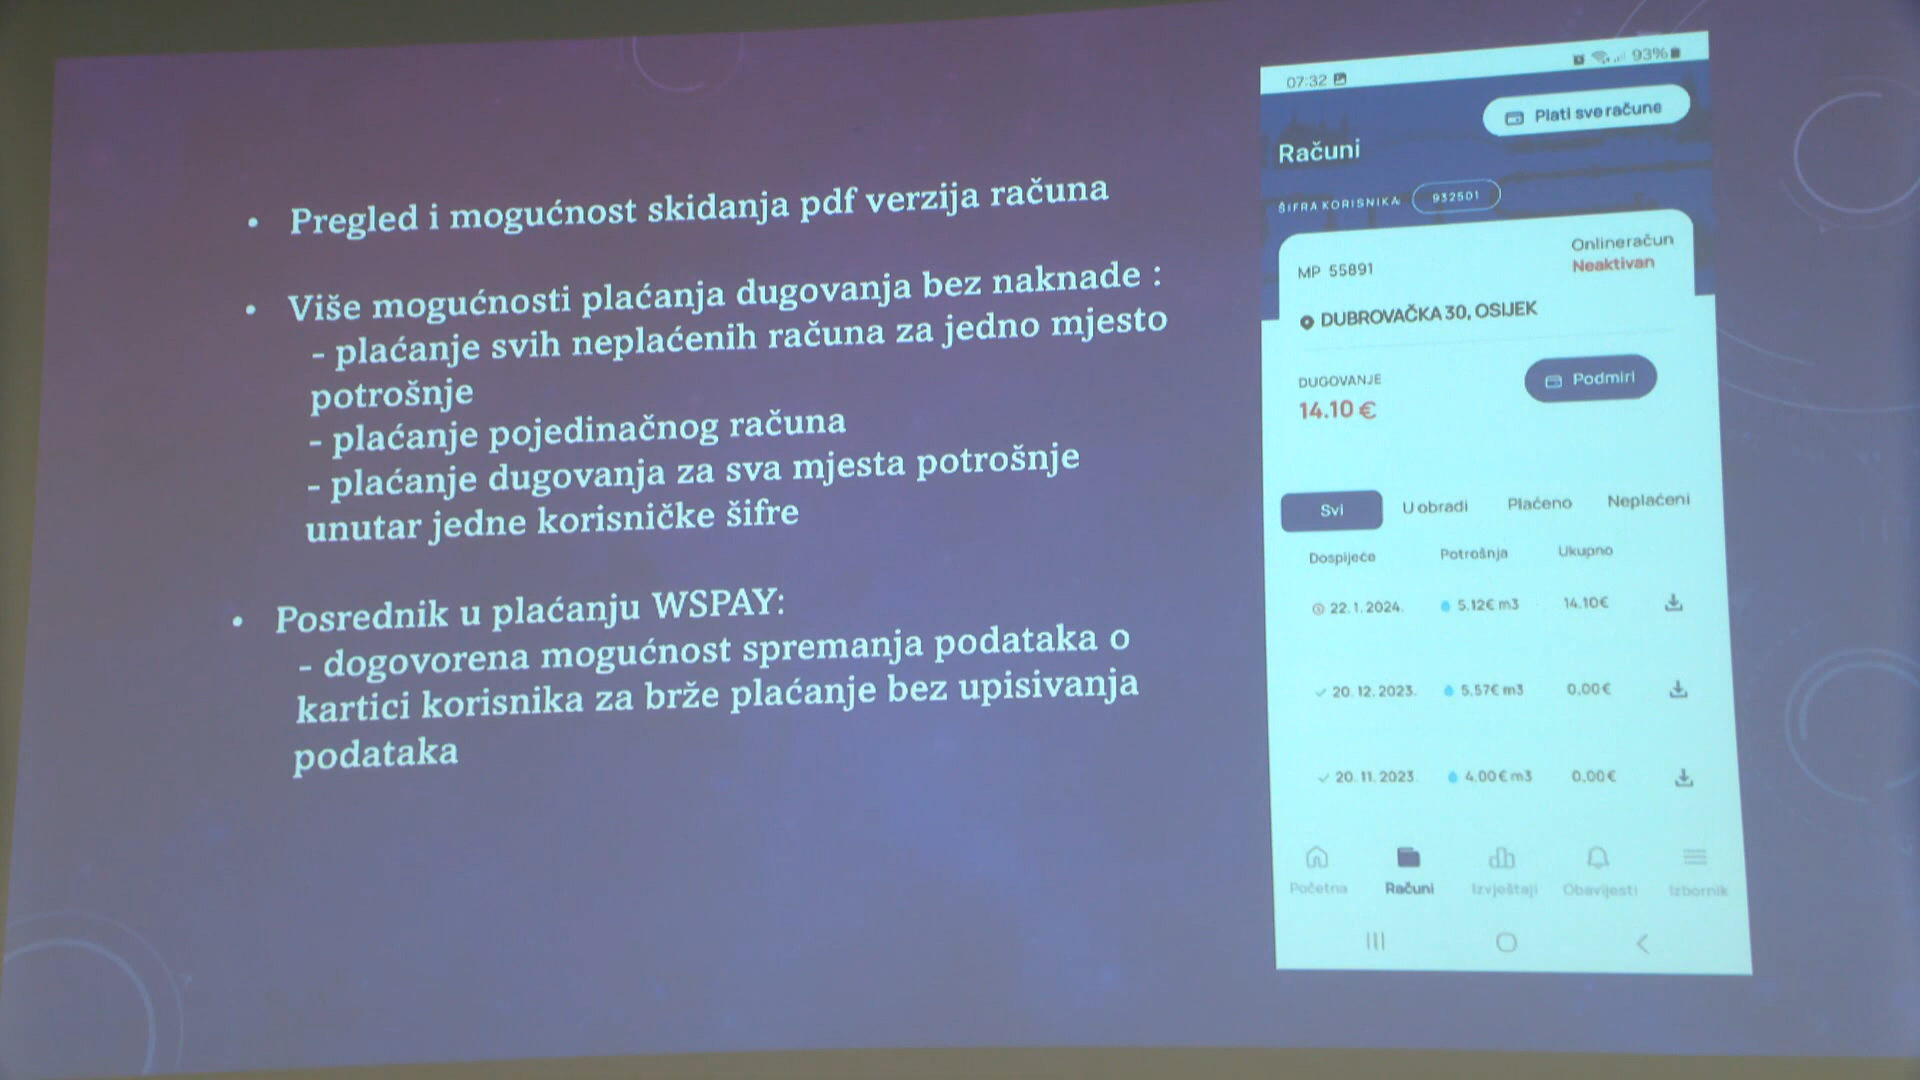 • Pregled i mogućnost skidanja pdf verzija računa
• Više mogućnosti plaćanja dugovanja bez naknade :
- plaćanje svih neplaćenih računa za jedno mjesto
potrošnje
- plaćanje pojedinačnog računa
- plaćanje dugovanja za sva mjesta potrošnje
unutar jedne korisničke šifre
• Posrednik u plaćanju WSPAY:
- dogovorena mogućnost spremanja podataka o
kartici korisnika za brže plaćanje bez upisivanja
podataka
07:32 93%
Plati sve račune
Računi
ŠIFRA KORISNIKA 932501
MP 55891
Onlineračun
Neaktivan
DUBROVAČKA 30, OSIJEK
DUGOVANJE
14.10 €
Podmiri
Svi U obradi Plaćeno Neplaćeni
Dospijeće Potrošnja Ukupno
22. 1. 2024. 5.12€ m3 14.10€
20. 12. 2023. 5.57€ m3 0.00€
20. 11. 2023. 4.00€ m3 0.00€
Početna Računi Izvještaji Obavijesti Izbornik